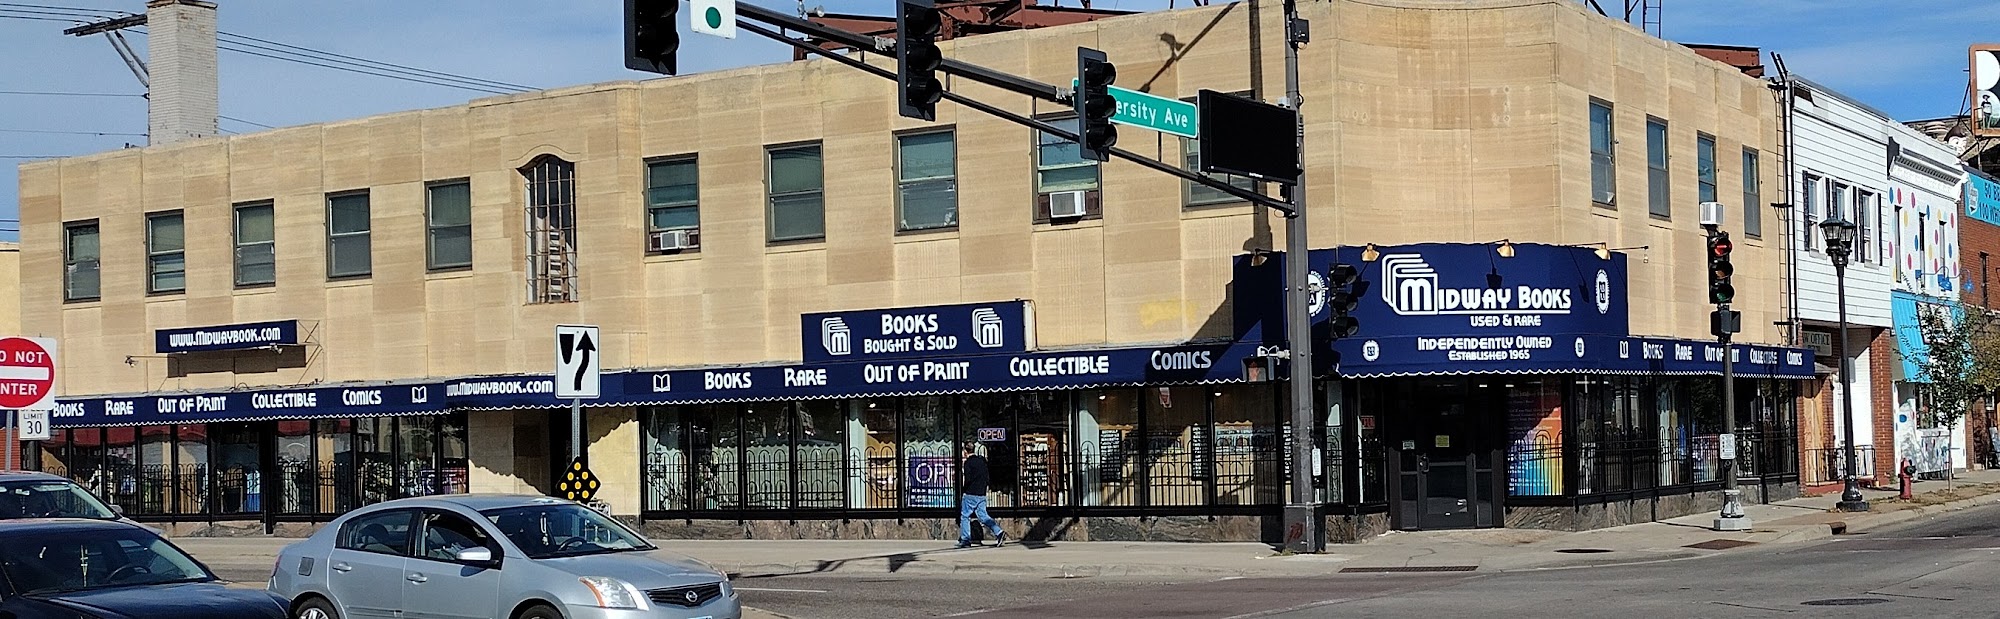 ersity Ave
www.Midwaybook.com
Books
Bought & Sold
Midway Books
Used & Rare
Independently Owned
Established 1965
Books Rare Out of Print Collectible Comics
www.Midwaybook.com
Books Rare Out of Print Collectible Comics
Books Rare Out of Print Collectible Comics
DO NOT
ENTER
LIMIT
30
OPEN
OPEN
OFFICE